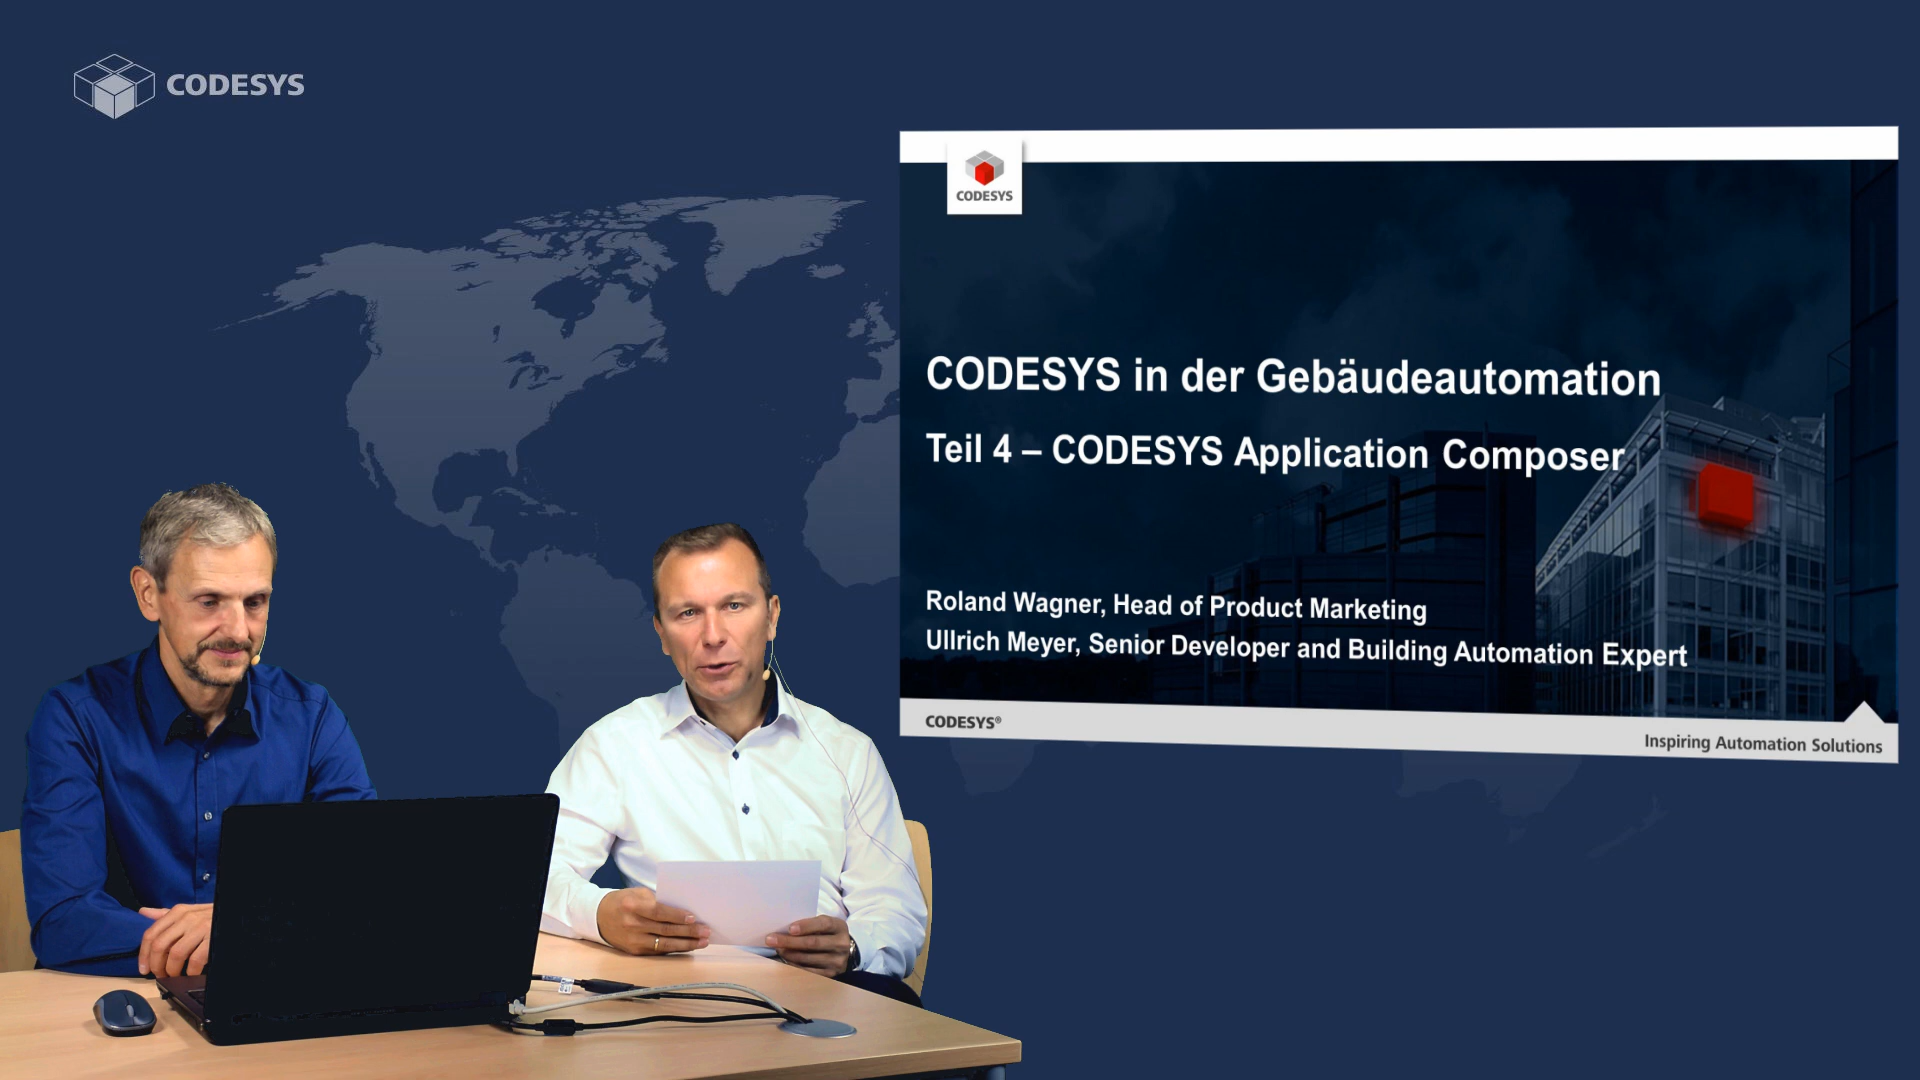 CODESYS
CODESYS
CODESYS in der Gebäudeautomation
Teil 4 – CODESYS Application Composer
Roland Wagner, Head of Product Marketing
Ullrich Meyer, Senior Developer and Building Automation Expert
CODESYS®
Inspiring Automation Solutions